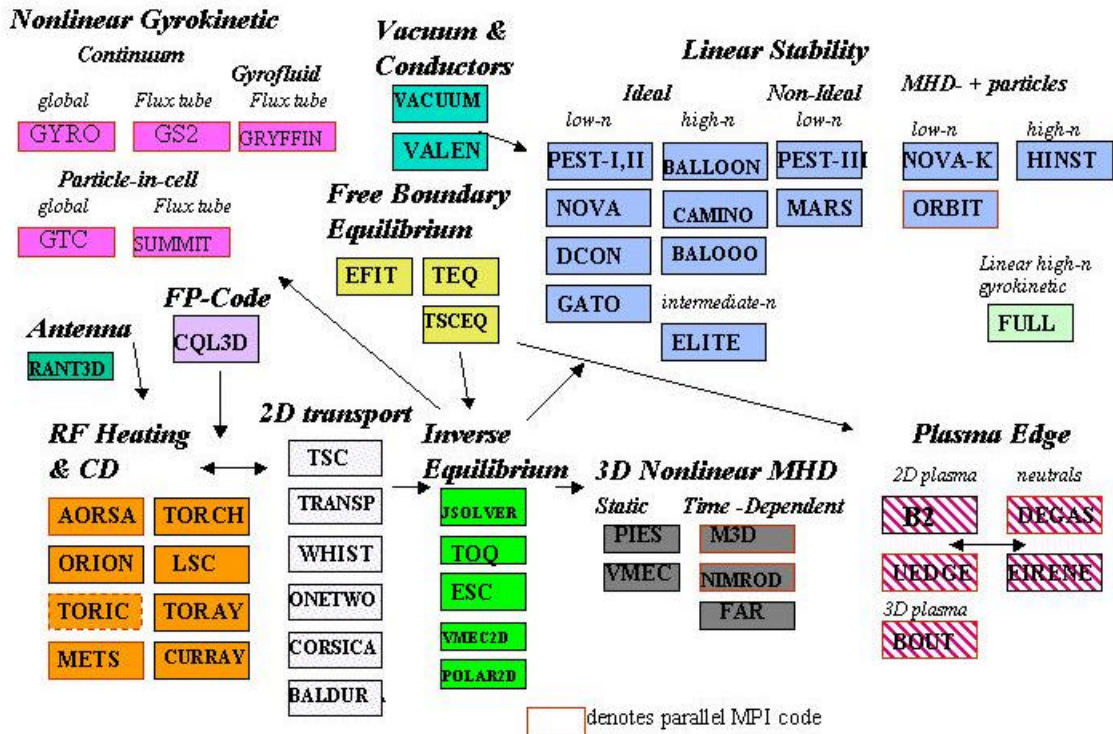 Nonlinear Gyrokinetic
Continuum
Gyrofluid
global
Flux tube
Flux tube
GYRO
GS2
GRYFFIN
Particle-in-cell
global
Flux tube
GTC
SUMMIT
Vacuum &
Conductors
VACUUM
VALEN
Linear Stability
Ideal
Non-Ideal
MHD- + particles
low-n
high-n
low-n
low-n
high-n
PEST-I,II
BALLOON
PEST-III
NOVA-K
HINST
NOVA
CAMINO
MARS
ORBIT
DCON
BALOOO
GATO
intermediate-n
ELITE
Linear high-n
gyrokinetic
FULL
Free Boundary
Equilibrium
EFIT
TEQ
TSCEQ
FP-Code
CQL3D
Antenna
RANT3D
RF Heating
& CD
AORSA
TORCH
ORION
LSC
TORIC
TORAY
METS
CURRAY
2D transport
TSC
TRANSP
WHIST
ONETWO
CORSICA
BALDUR
Inverse
Equilibrium
JSOLVER
TOQ
ESC
VMEC2D
POLAR2D
3D Nonlinear MHD
Static
Time -Dependent
PIES
M3D
VMEC
NIMROD
FAR
Plasma Edge
2D plasma
neutrals
B2
DEGAS
UEDGE
EIRENE
3D plasma
BOUT
denotes parallel MPI code